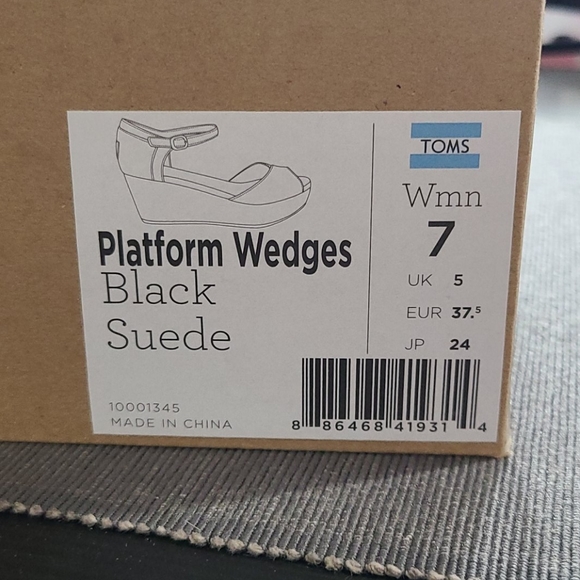 Platform Wedges
Black
Suede
10001345
MADE IN CHINA
TOMS
Wmn
7
UK 5
EUR 37.⁵
JP 24
8 86468 41931 4